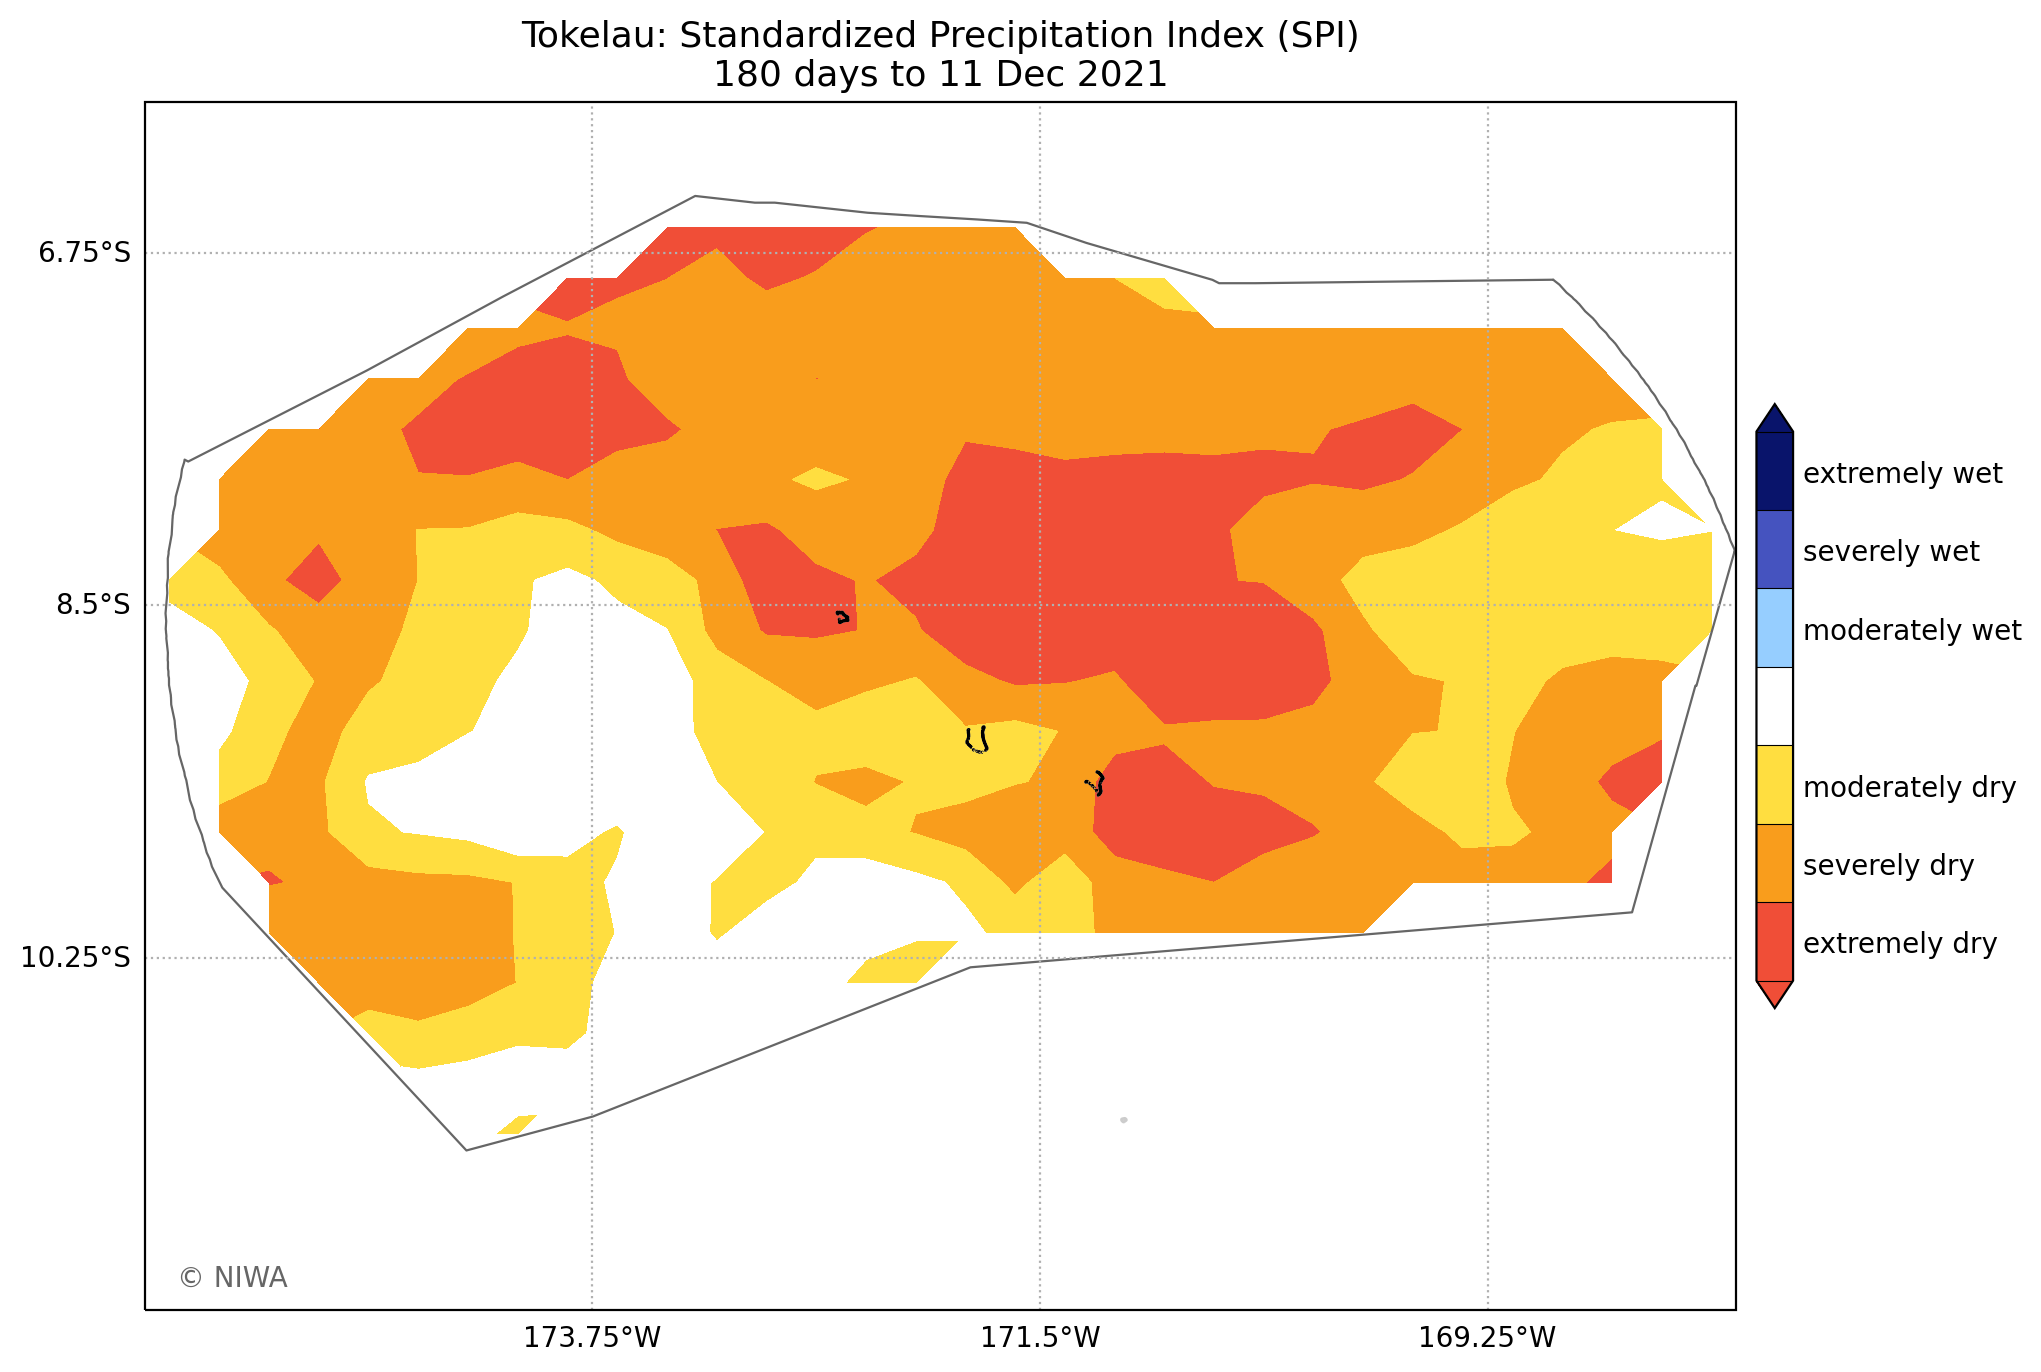 Tokelau: Standardized Precipitation Index (SPI)
180 days to 11 Dec 2021
6.75°S
8.5°S
10.25°S
173.75°W
171.5°W
169.25°W
extremely wet
severely wet
moderately wet
moderately dry
severely dry
extremely dry
© NIWA